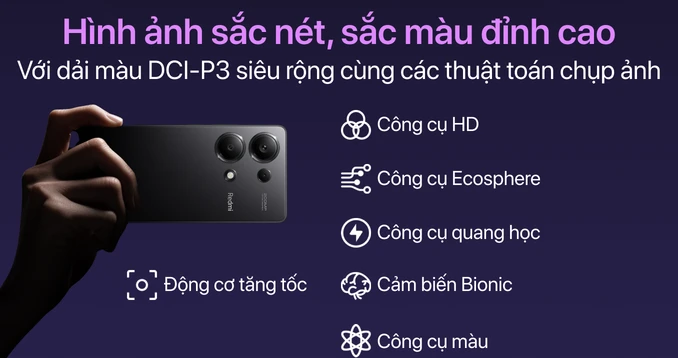 Hình ảnh sắc nét, sắc màu đỉnh cao
Với dải màu DCI-P3 siêu rộng cùng các thuật toán chụp ảnh
Công cụ HD
Công cụ Ecosphere
Công cụ quang học
Động cơ tăng tốc
Cảm biến Bionic
Công cụ màu
Redmi